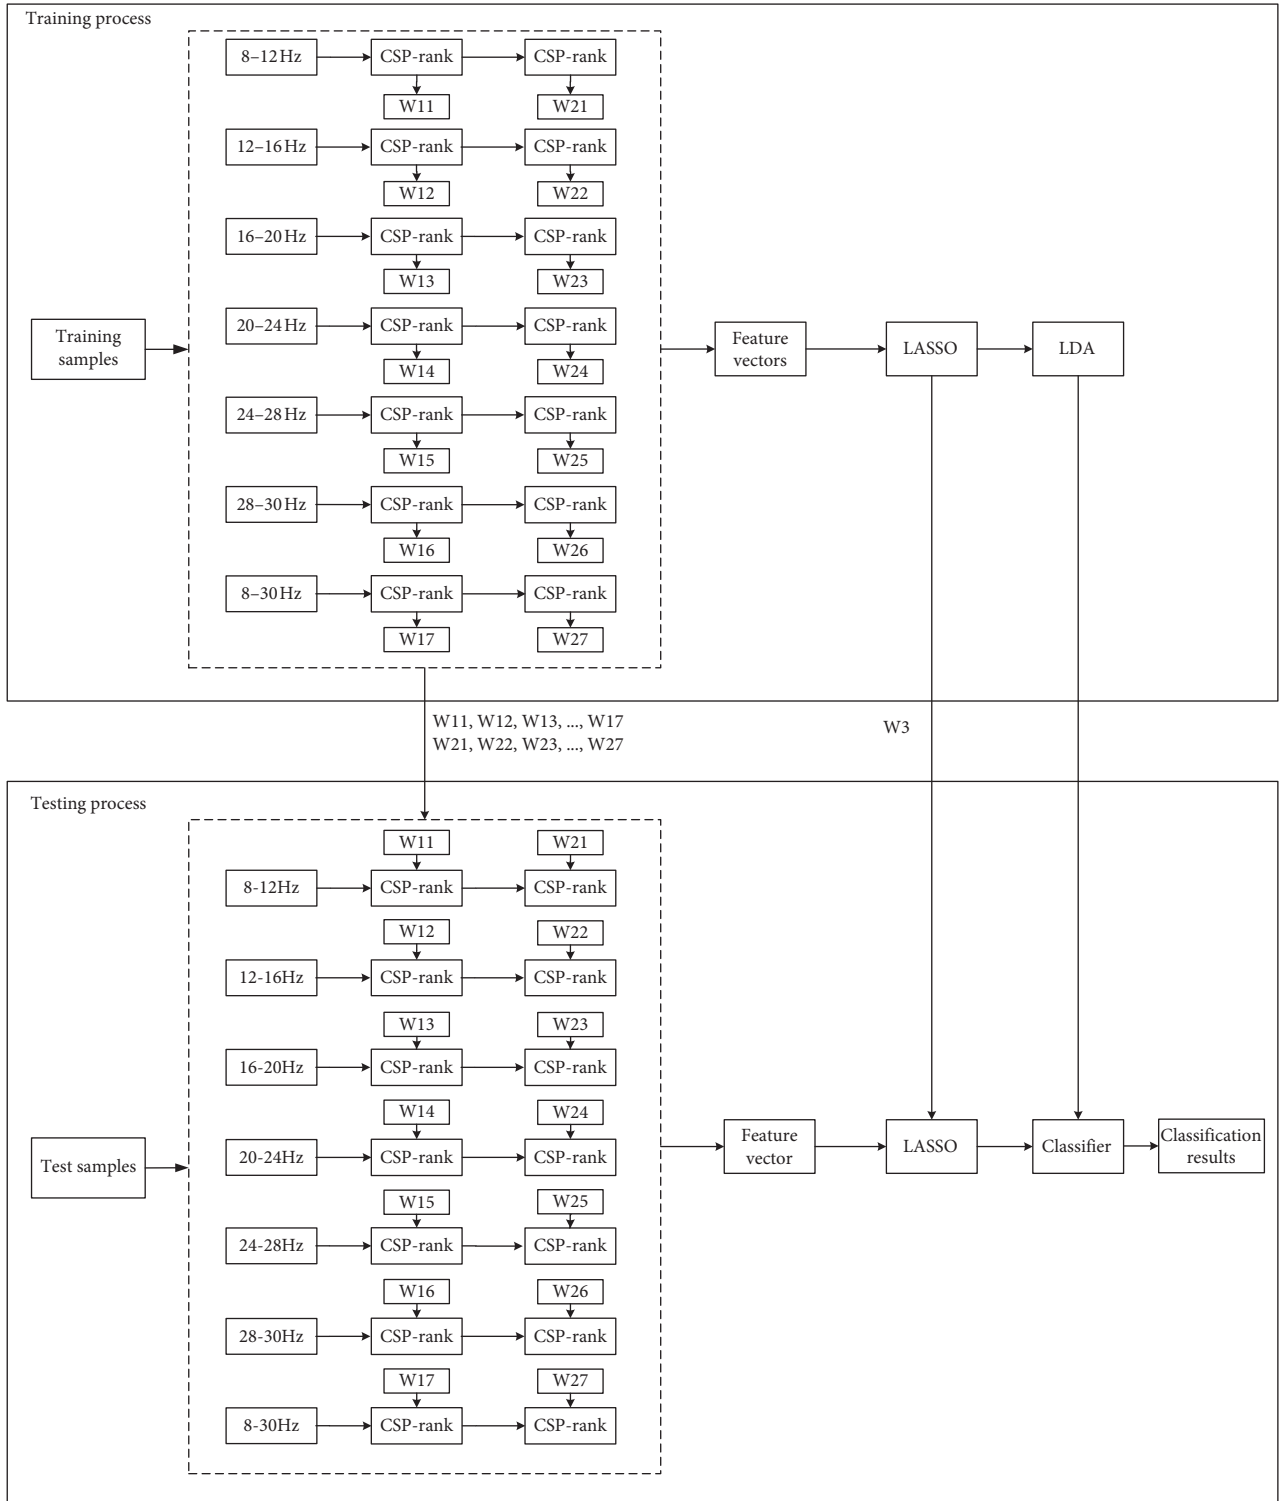 Training process
8–12 Hz
CSP-rank
CSP-rank
W11
W21
12–16 Hz
CSP-rank
CSP-rank
W12
W22
16–20 Hz
CSP-rank
CSP-rank
W13
W23
Training
samples
20–24 Hz
CSP-rank
CSP-rank
W14
W24
Feature
vectors
LASSO
LDA
24–28 Hz
CSP-rank
CSP-rank
W15
W25
28–30 Hz
CSP-rank
CSP-rank
W16
W26
8–30 Hz
CSP-rank
CSP-rank
W17
W27
W11, W12, W13, ..., W17
W21, W22, W23, ..., W27
W3
Testing process
W11
W21
8-12Hz
CSP-rank
CSP-rank
W12
W22
12-16Hz
CSP-rank
CSP-rank
W13
W23
16-20Hz
CSP-rank
CSP-rank
W14
W24
Test samples
20-24Hz
CSP-rank
CSP-rank
Feature
vector
LASSO
Classifier
Classification
results
W15
W25
24-28Hz
CSP-rank
CSP-rank
W16
W26
28-30Hz
CSP-rank
CSP-rank
W17
W27
8-30Hz
CSP-rank
CSP-rank